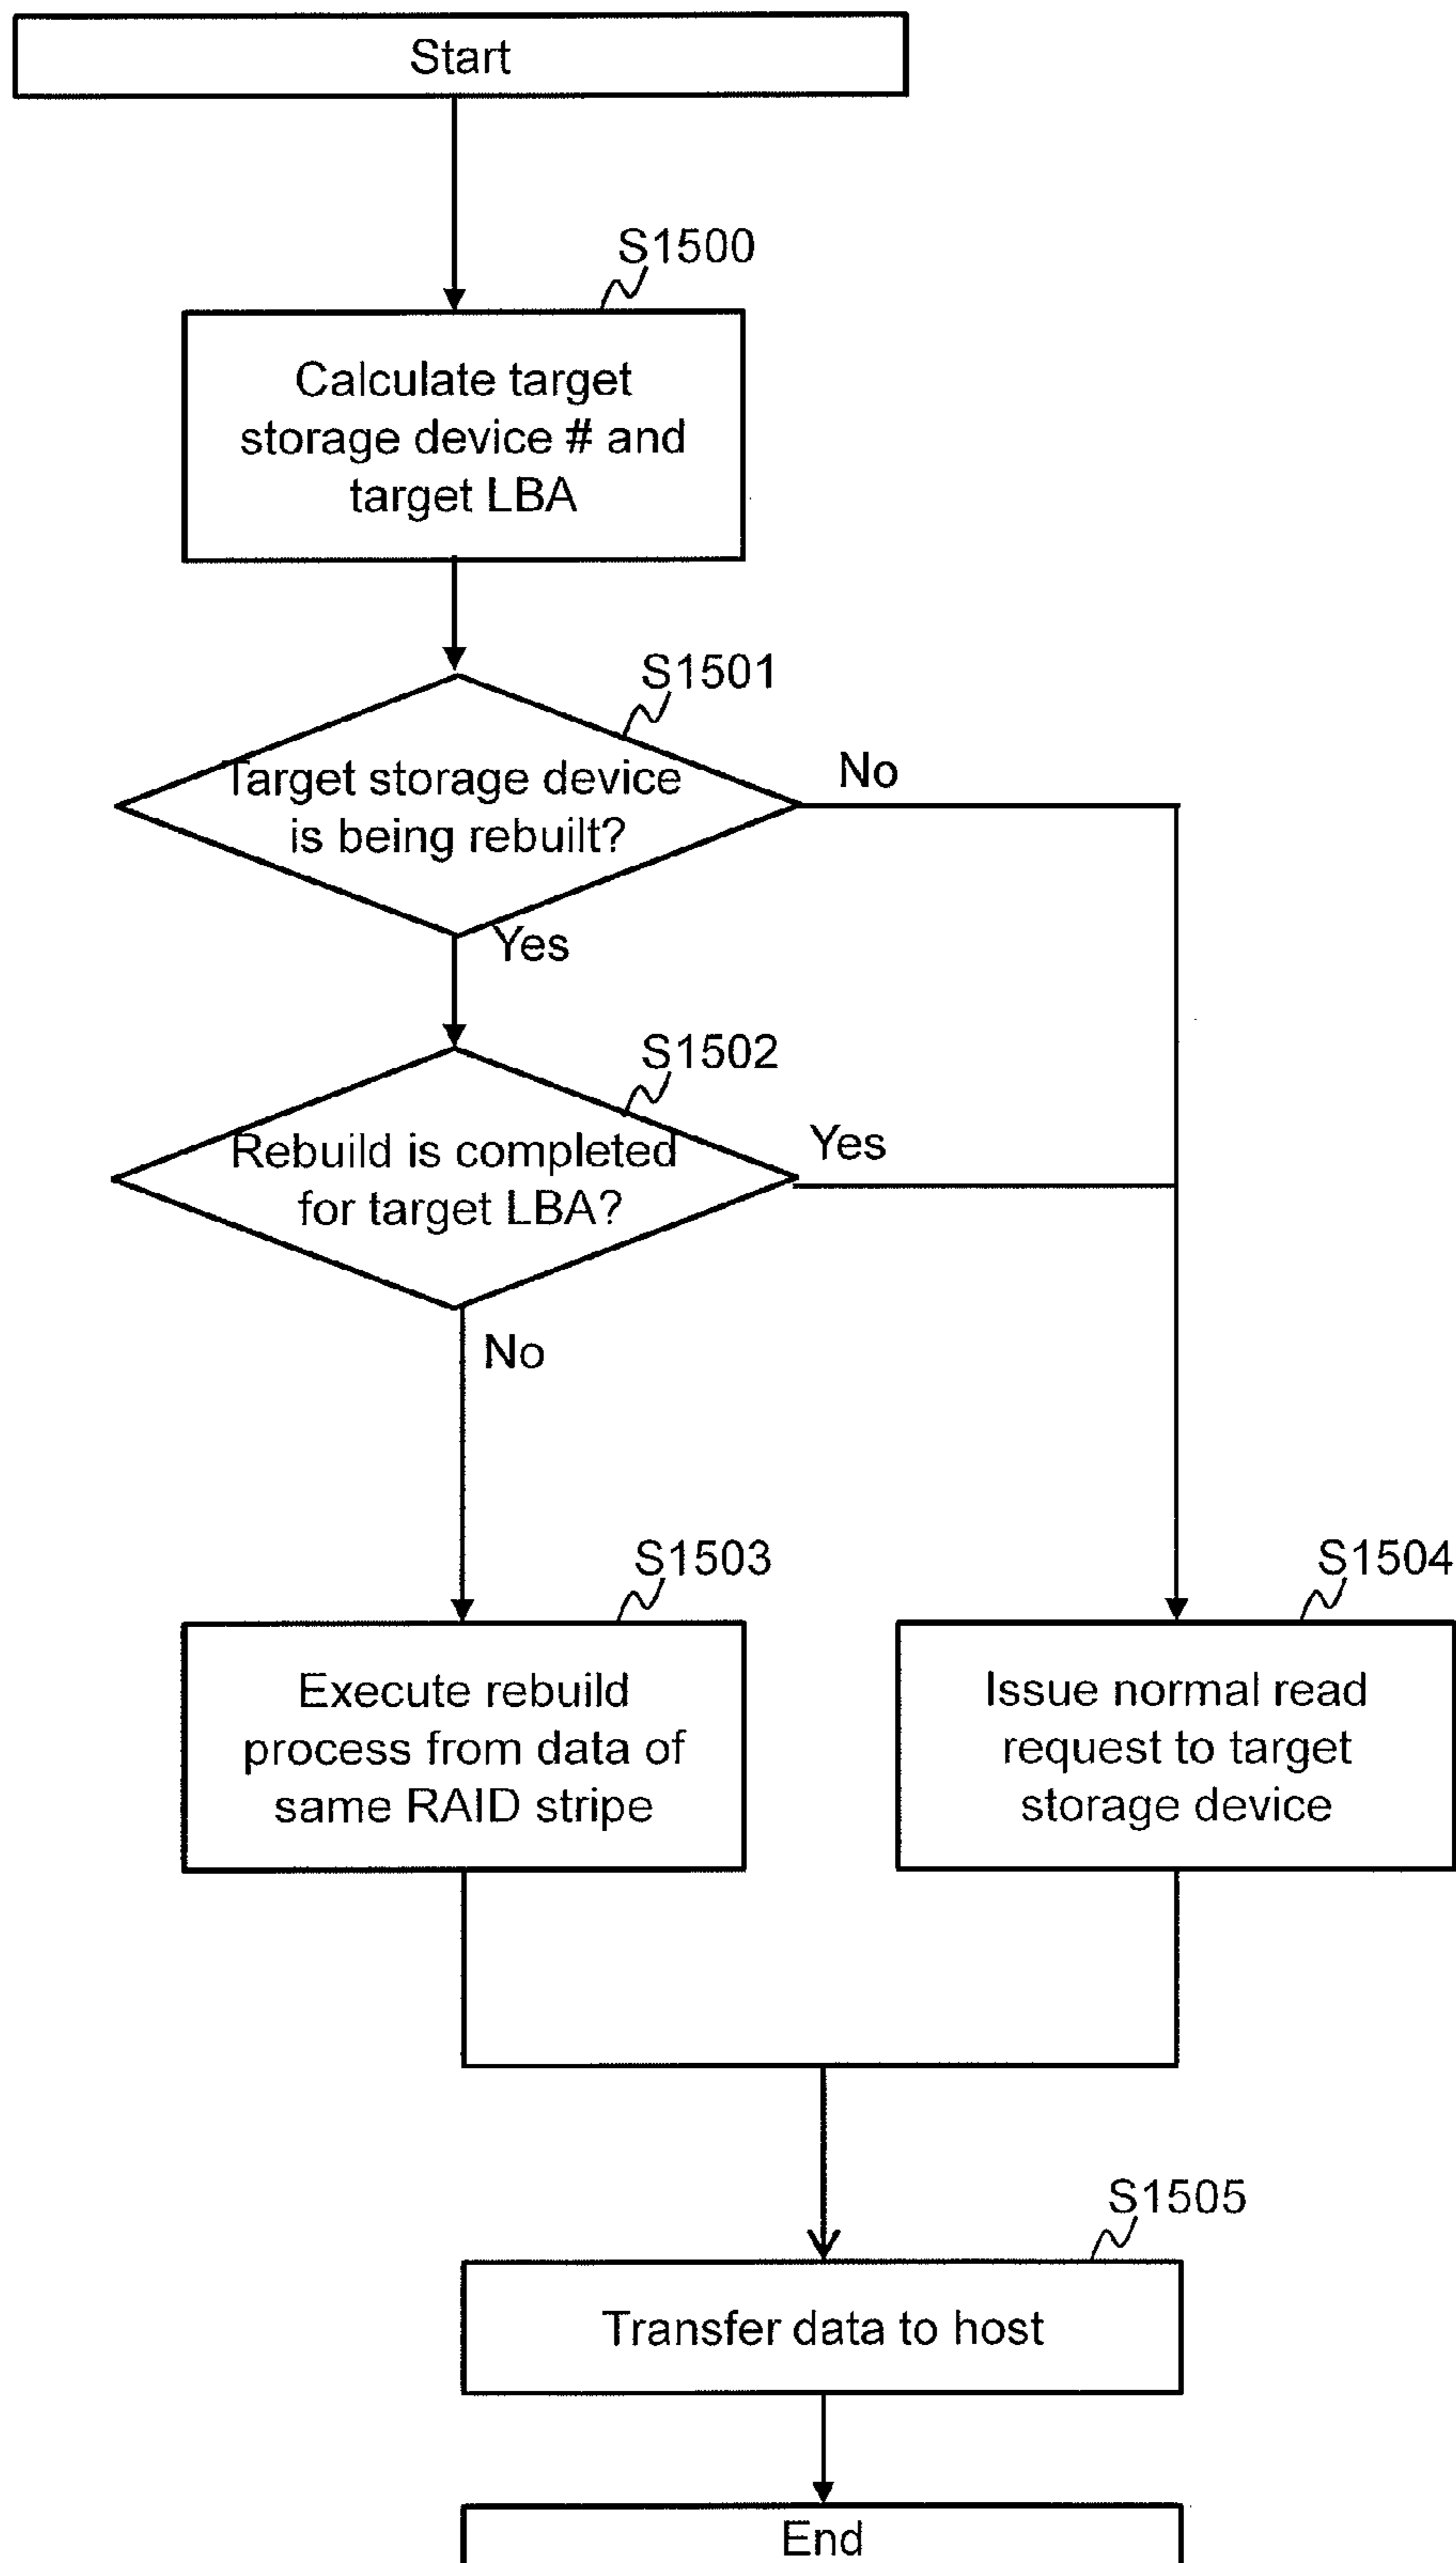 Start
S1500
Calculate target
storage device # and
target LBA
S1501
Target storage device
is being rebuilt?
No
Yes
S1502
Rebuild is completed
for target LBA?
Yes
No
S1503
Execute rebuild
process from data of
same RAID stripe
S1504
Issue normal read
request to target
storage device
S1505
Transfer data to host
End